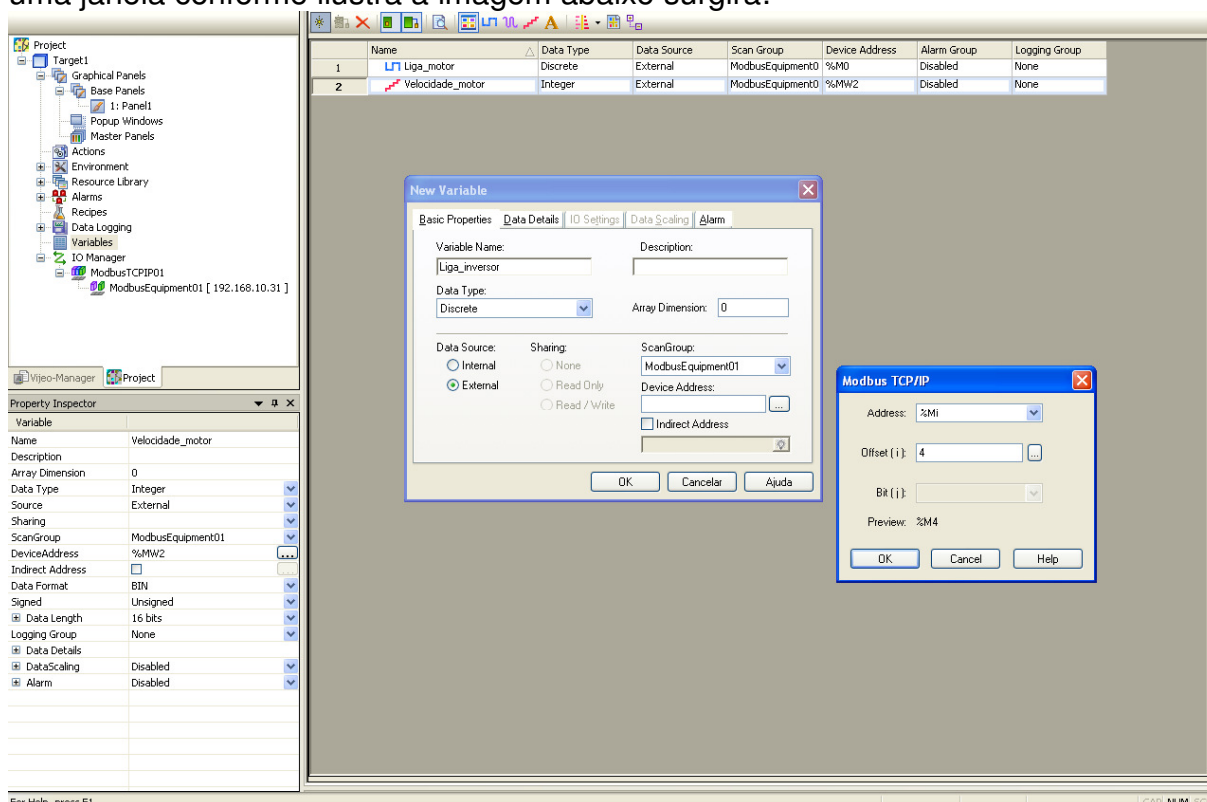 uma janela conforme ilustra a imagem abaixo surgirá:
Project
Target1
Graphical Panels
Base Panels
1: Panel1
Popup Windows
Master Panels
Actions
Environment
Resource Library
Alarms
Recipes
Data Logging
Variables
IO Manager
ModbusTCPIP01
ModbusEquipment01 [ 192.168.10.31 ]
Vijeo-Manager Project
Name Data Type Data Source Scan Group Device Address Alarm Group Logging Group
1 Liga_motor Discrete External ModbusEquipment0 %M0 Disabled None
2 Velocidade_motor Integer External ModbusEquipment0 %MW2 Disabled None
New Variable
Basic Properties Data Details IO Settings Data Scaling Alarm
Variable Name: Description:
Liga_inversor
Data Type:
Discrete Array Dimension: 0
Data Source: Sharing: ScanGroup:
Internal None ModbusEquipment01
External Read Only Device Address:
Read / Write ...
Indirect Address
OK Cancelar Ajuda
Modbus TCP/IP
Address: %Mi
Offset ( i ): 4 ...
Bit ( j ):
Preview: %M4
OK Cancel Help
Property Inspector
Variable
Name Velocidade_motor
Description
Array Dimension 0
Data Type Integer
Source External
Sharing
ScanGroup ModbusEquipment01
DeviceAddress %MW2 ...
Indirect Address
Data Format BIN
Signed Unsigned
Data Length 16 bits
Logging Group None
Data Details
DataScaling Disabled
Alarm Disabled